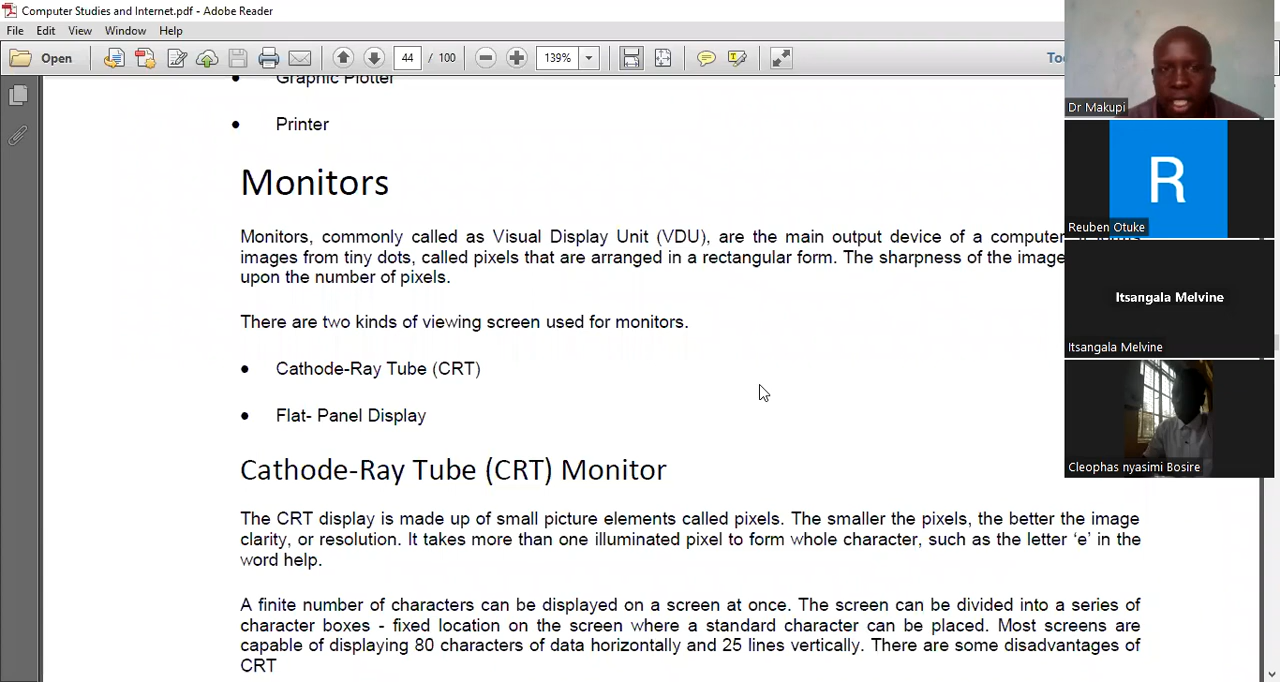 Computer Studies and Internet.pdf - Adobe Reader
File Edit View Window Help
Open 44 / 100 139%
Graphic Plotter
• Printer
Monitors
Monitors, commonly called as Visual Display Unit (VDU), are the main output device of a computer
images from tiny dots, called pixels that are arranged in a rectangular form. The sharpness of the image
upon the number of pixels.
There are two kinds of viewing screen used for monitors.
• Cathode-Ray Tube (CRT)
• Flat- Panel Display
Cathode-Ray Tube (CRT) Monitor
The CRT display is made up of small picture elements called pixels. The smaller the pixels, the better the image
clarity, or resolution. It takes more than one illuminated pixel to form whole character, such as the letter ‘e’ in the
word help.
A finite number of characters can be displayed on a screen at once. The screen can be divided into a series of
character boxes - fixed location on the screen where a standard character can be placed. Most screens are
capable of displaying 80 characters of data horizontally and 25 lines vertically. There are some disadvantages of
CRT
Dr Makupi
R
Reuben Otuke
Itsangala Melvine
Itsangala Melvine
Cleophas nyasimi Bosire